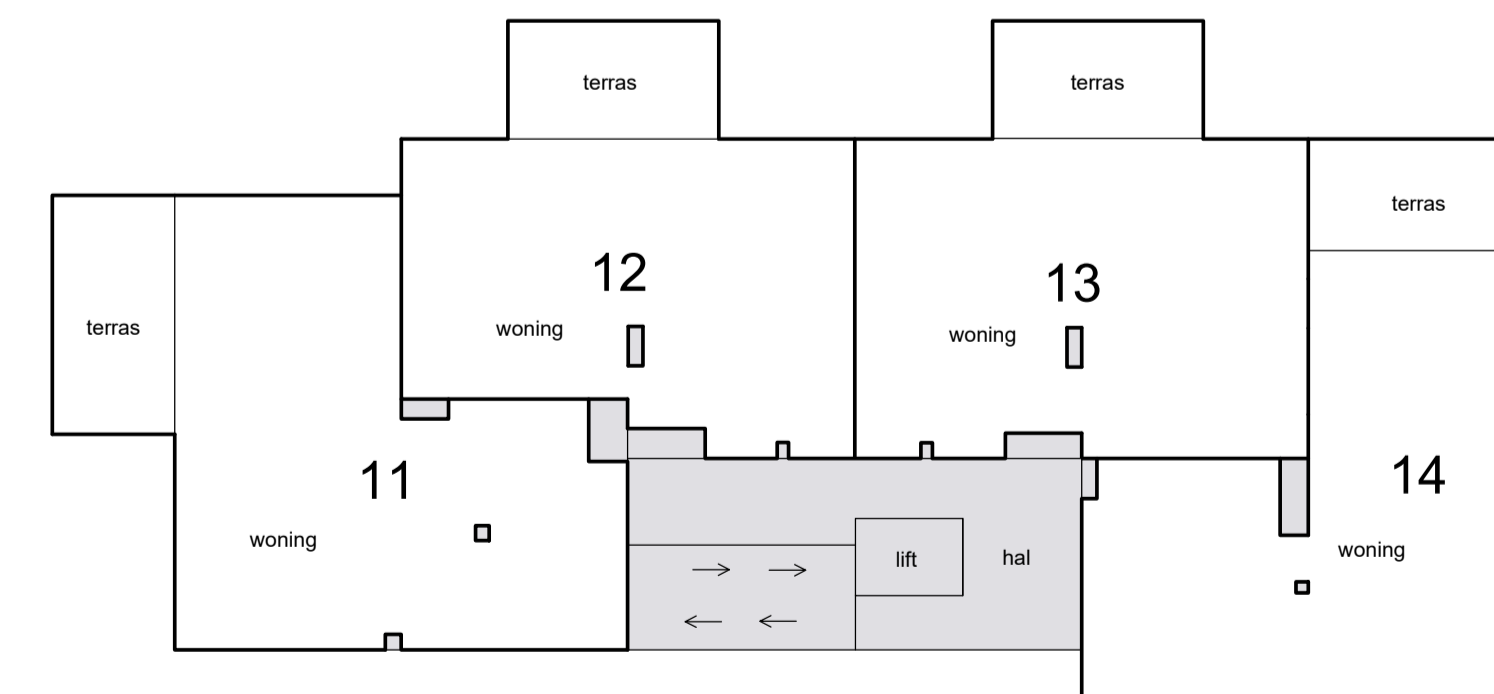 terras
terras
terras
12
13
woning
woning
terras
11
14
woning
woning
lift
hal